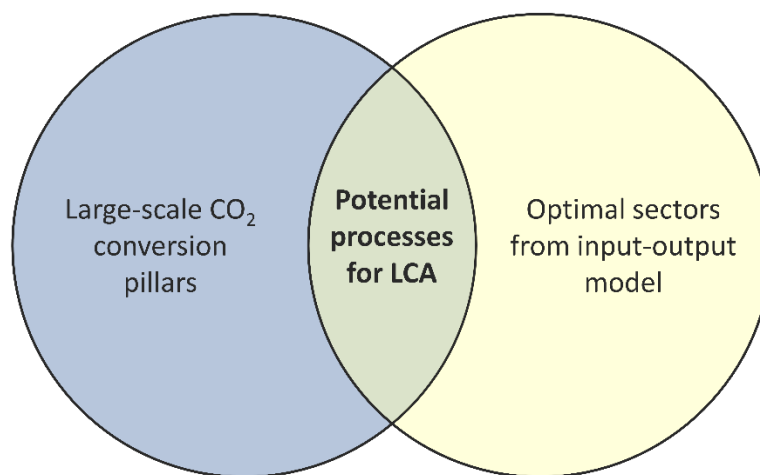 Large-scale CO₂
conversion
pillars
Potential
processes
for LCA
Optimal sectors
from input-output
model